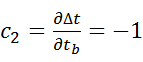 c₂ = ∂Δt/∂t_b = −1